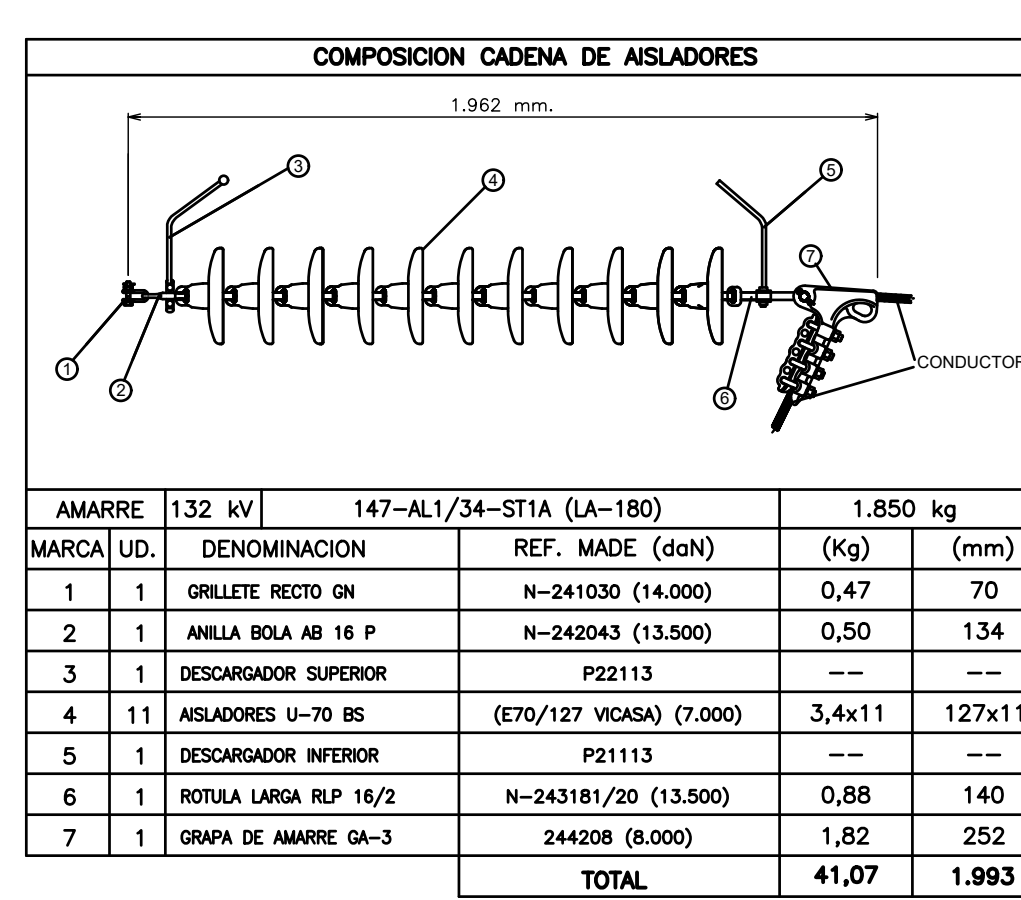 COMPOSICION CADENA DE AISLADORES
1.962 mm.
3
4
5
7
1
2
6
CONDUCTOR
AMARRE 132 kV 147-AL1/34-ST1A (LA-180) 1.850 kg
MARCA UD. DENOMINACION REF. MADE (daN) (Kg) (mm)
1 1 GRILLETE RECTO GN N-241030 (14.000) 0,47 70
2 1 ANILLA BOLA AB 16 P N-242043 (13.500) 0,50 134
3 1 DESCARGADOR SUPERIOR P22113 -- --
4 11 AISLADORES U-70 BS (E70/127 VICASA) (7.000) 3,4x11 127x11
5 1 DESCARGADOR INFERIOR P21113 -- --
6 1 ROTULA LARGA RLP 16/2 N-243181/20 (13.500) 0,88 140
7 1 GRAPA DE AMARRE GA-3 244208 (8.000) 1,82 252
TOTAL 41,07 1.993